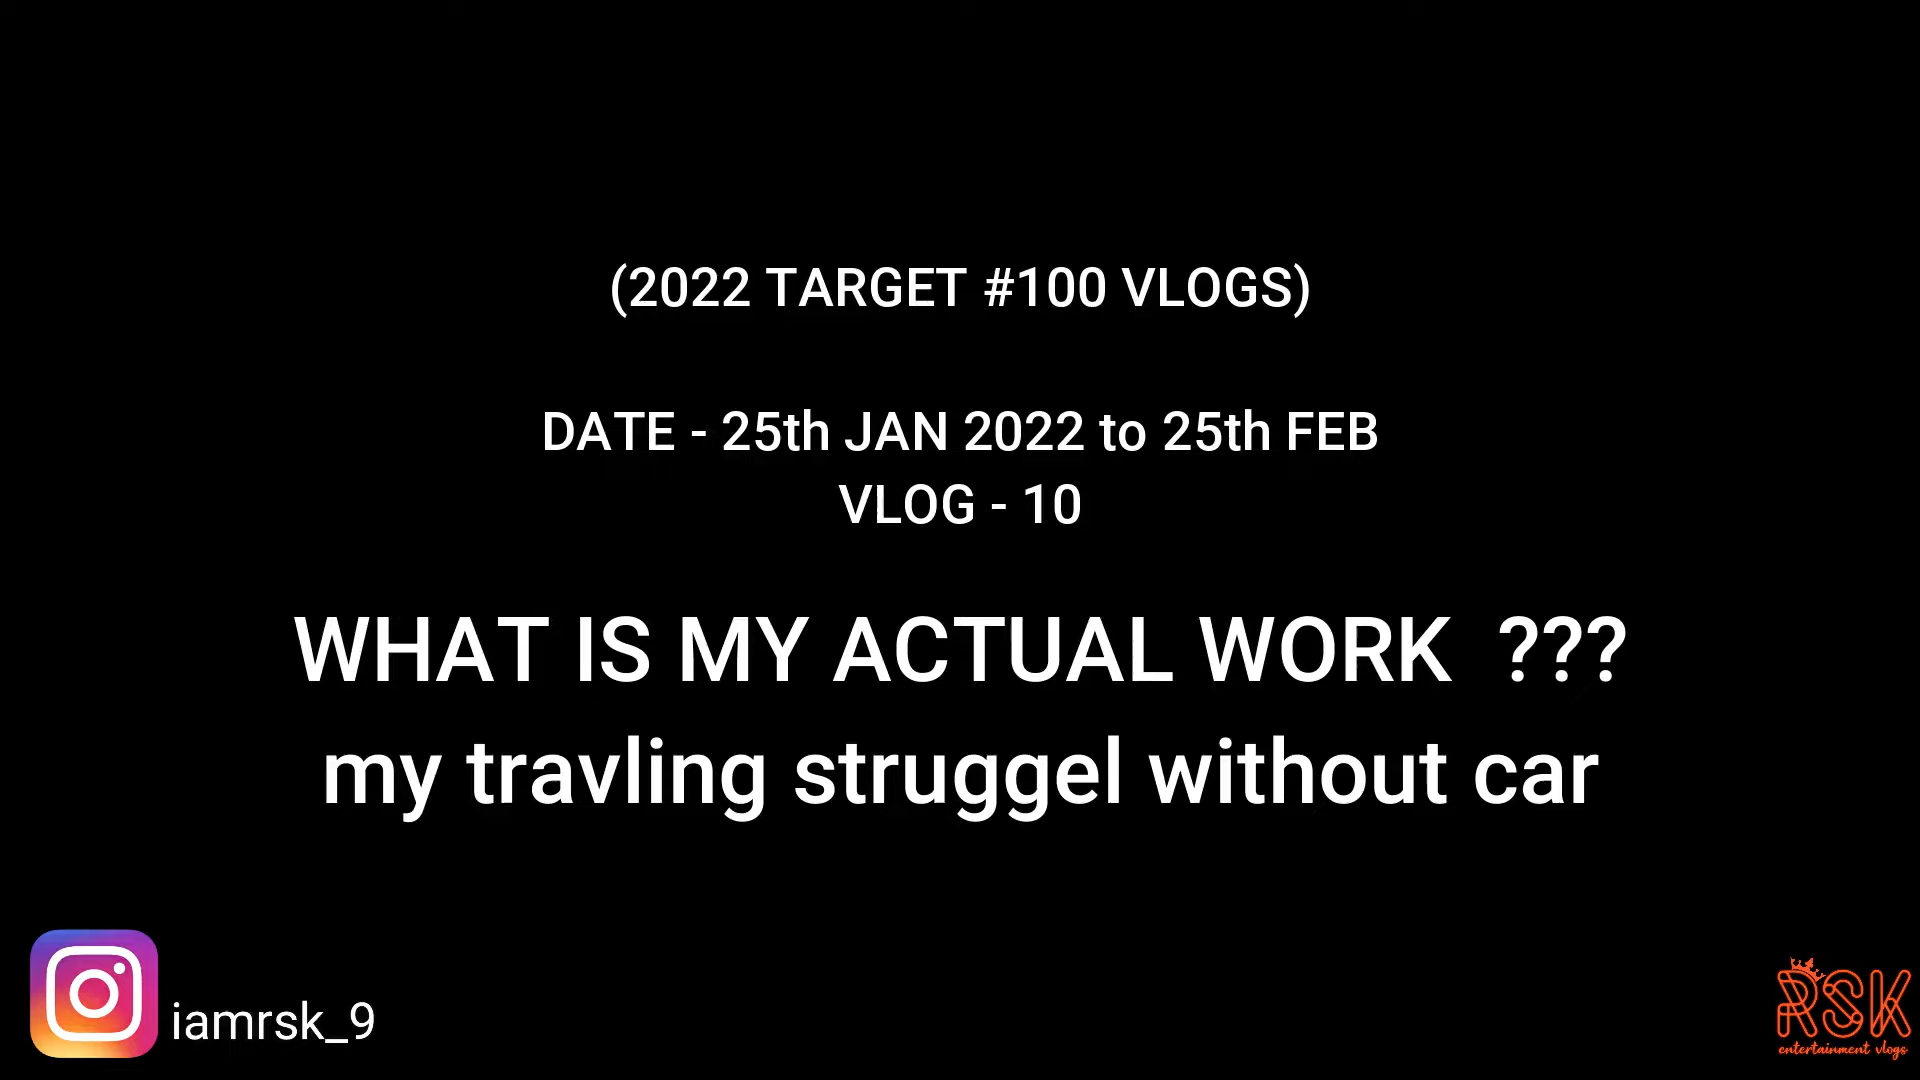 (2022 TARGET #100 VLOGS)
DATE - 25th JAN 2022 to 25th FEB
VLOG - 10
WHAT IS MY ACTUAL WORK  ???
my travling struggel without car
iamrsk_9
RSK
entertainment vlogs